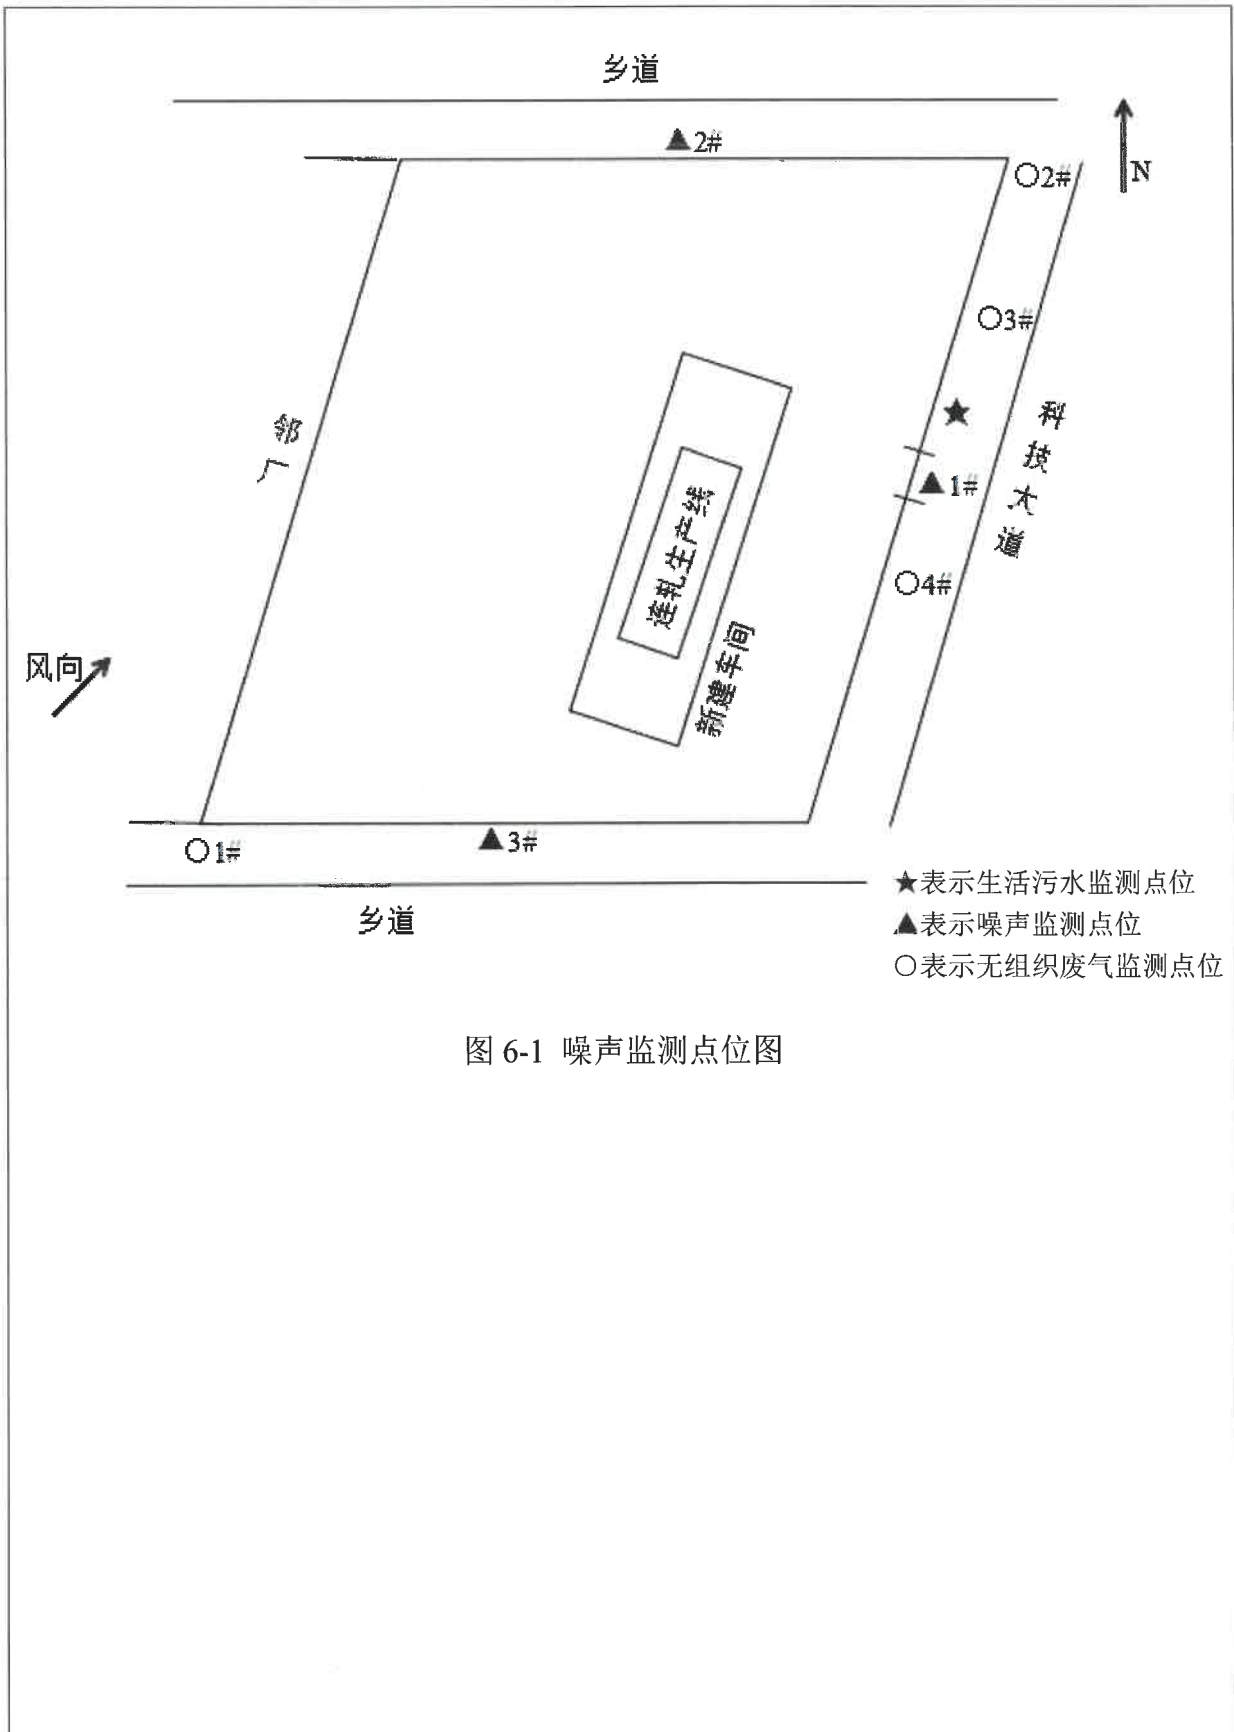 乡道
▲2#
○2#
N
○3#
邻厂
★
科技大道
▲1#
连轧生产线
○4#
新建车间
风向
▲3#
○1#
★表示生活污水监测点位
乡道
▲表示噪声监测点位
○表示无组织废气监测点位
图 6-1 噪声监测点位图